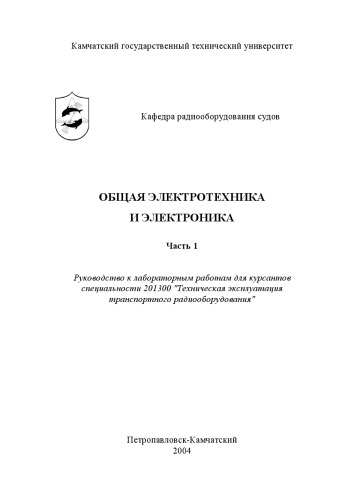 Камчатский государственный технический университет
Кафедра радиооборудования судов
ОБЩАЯ ЭЛЕКТРОТЕХНИКА
И ЭЛЕКТРОНИКА
Часть 1
Руководство к лабораторным работам для курсантов
специальности 201300 "Техническая эксплуатация
транспортного радиооборудования"
Петропавловск-Камчатский
2004